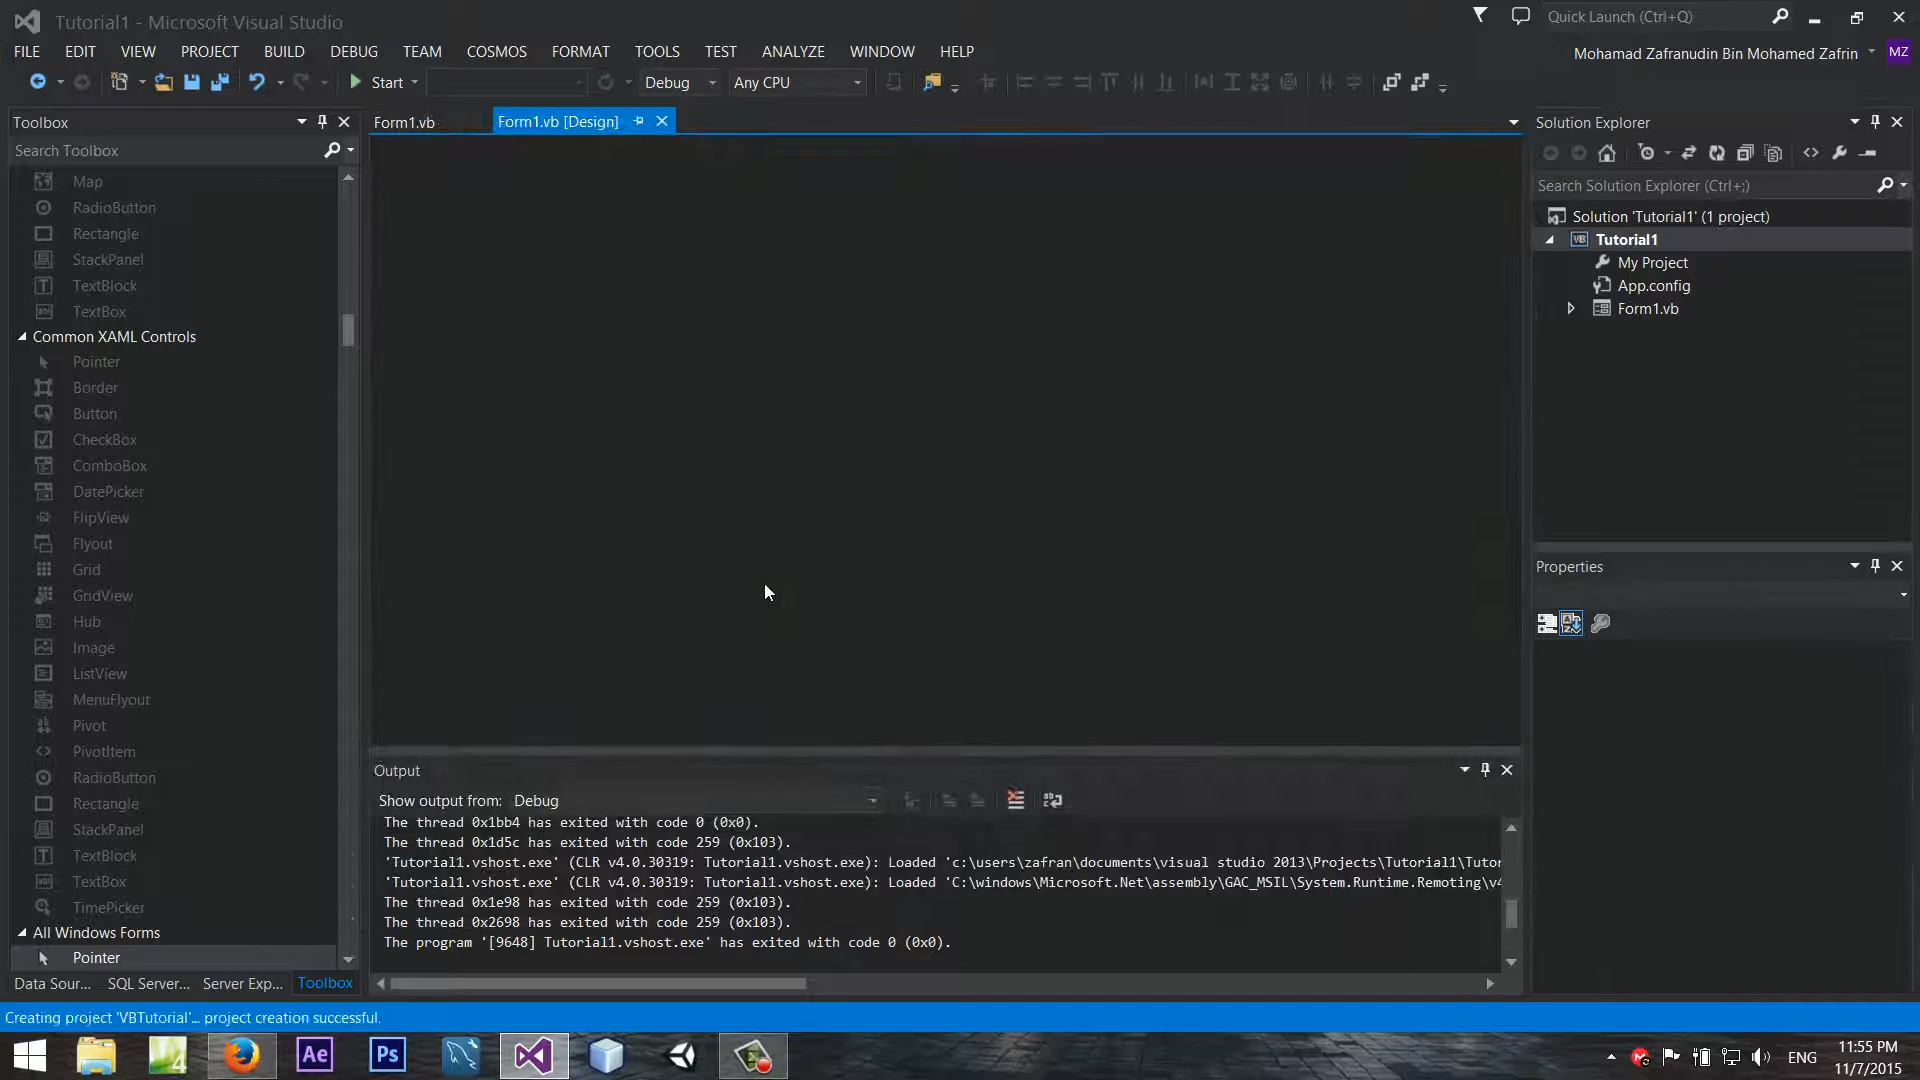 Tutorial1 - Microsoft Visual Studio
Quick Launch (Ctrl+Q)
FILE EDIT VIEW PROJECT BUILD DEBUG TEAM COSMOS FORMAT TOOLS TEST ANALYZE WINDOW HELP
Mohamad Zafranudin Bin Mohamed Zafrin MZ
Start Debug Any CPU
Toolbox
Search Toolbox
Map
RadioButton
Rectangle
StackPanel
TextBlock
TextBox
Common XAML Controls
Pointer
Border
Button
CheckBox
ComboBox
DatePicker
FlipView
Flyout
Grid
GridView
Hub
Image
ListView
MenuFlyout
Pivot
PivotItem
RadioButton
Rectangle
StackPanel
TextBlock
TextBox
TimePicker
All Windows Forms
Pointer
Data Sour... SQL Server... Server Exp... Toolbox
Form1.vb Form1.vb [Design]
Output
Show output from: Debug
The thread 0x1bb4 has exited with code 0 (0x0).
The thread 0x1d5c has exited with code 259 (0x103).
'Tutorial1.vshost.exe' (CLR v4.0.30319: Tutorial1.vshost.exe): Loaded 'c:\users\zafran\documents\visual studio 2013\Projects\Tutorial1\Tutor
'Tutorial1.vshost.exe' (CLR v4.0.30319: Tutorial1.vshost.exe): Loaded 'C:\windows\Microsoft.Net\assembly\GAC_MSIL\System.Runtime.Remoting\v4
The thread 0x1e98 has exited with code 259 (0x103).
The thread 0x2698 has exited with code 259 (0x103).
The program '[9648] Tutorial1.vshost.exe' has exited with code 0 (0x0).
Solution Explorer
Search Solution Explorer (Ctrl+;)
Solution 'Tutorial1' (1 project)
VB Tutorial1
My Project
App.config
Form1.vb
Properties
Creating project 'VBTutorial'... project creation successful.
4 Ae Ps
ENG
11:55 PM
11/7/2015